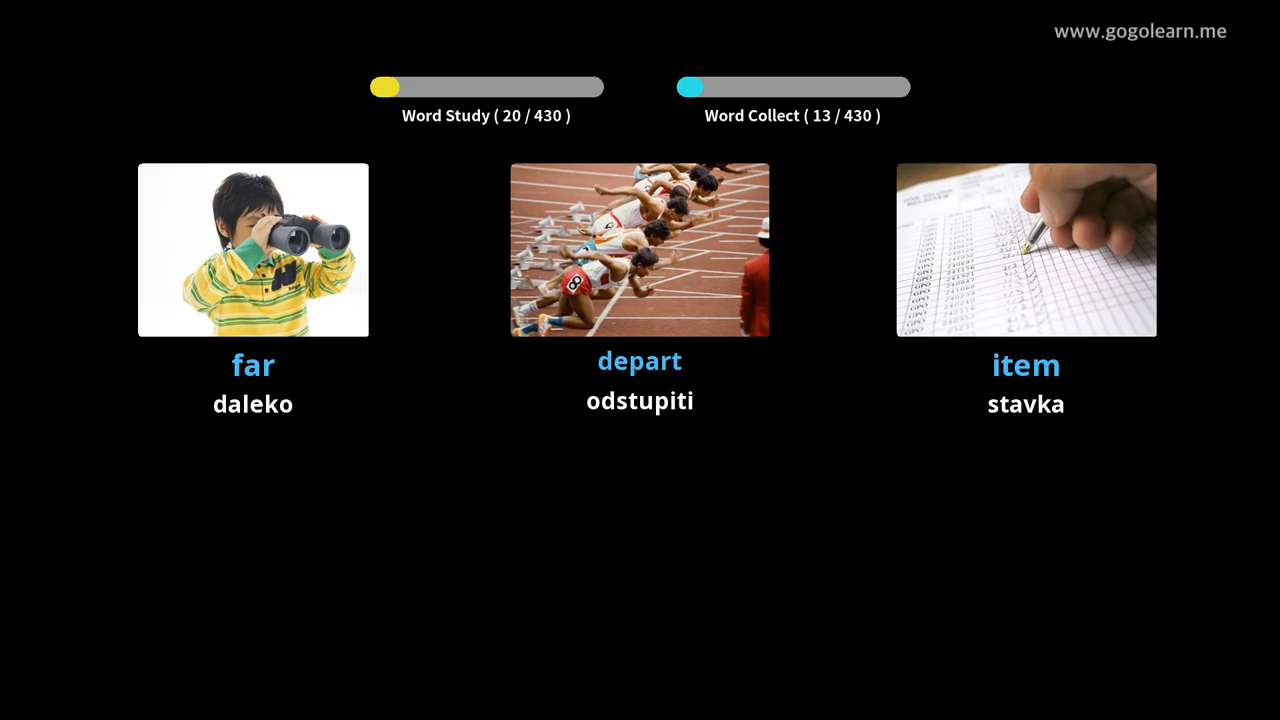 www.gogolearn.me
Word Study ( 20 / 430 )
Word Collect ( 13 / 430 )
far
daleko
depart
odstupiti
item
stavka